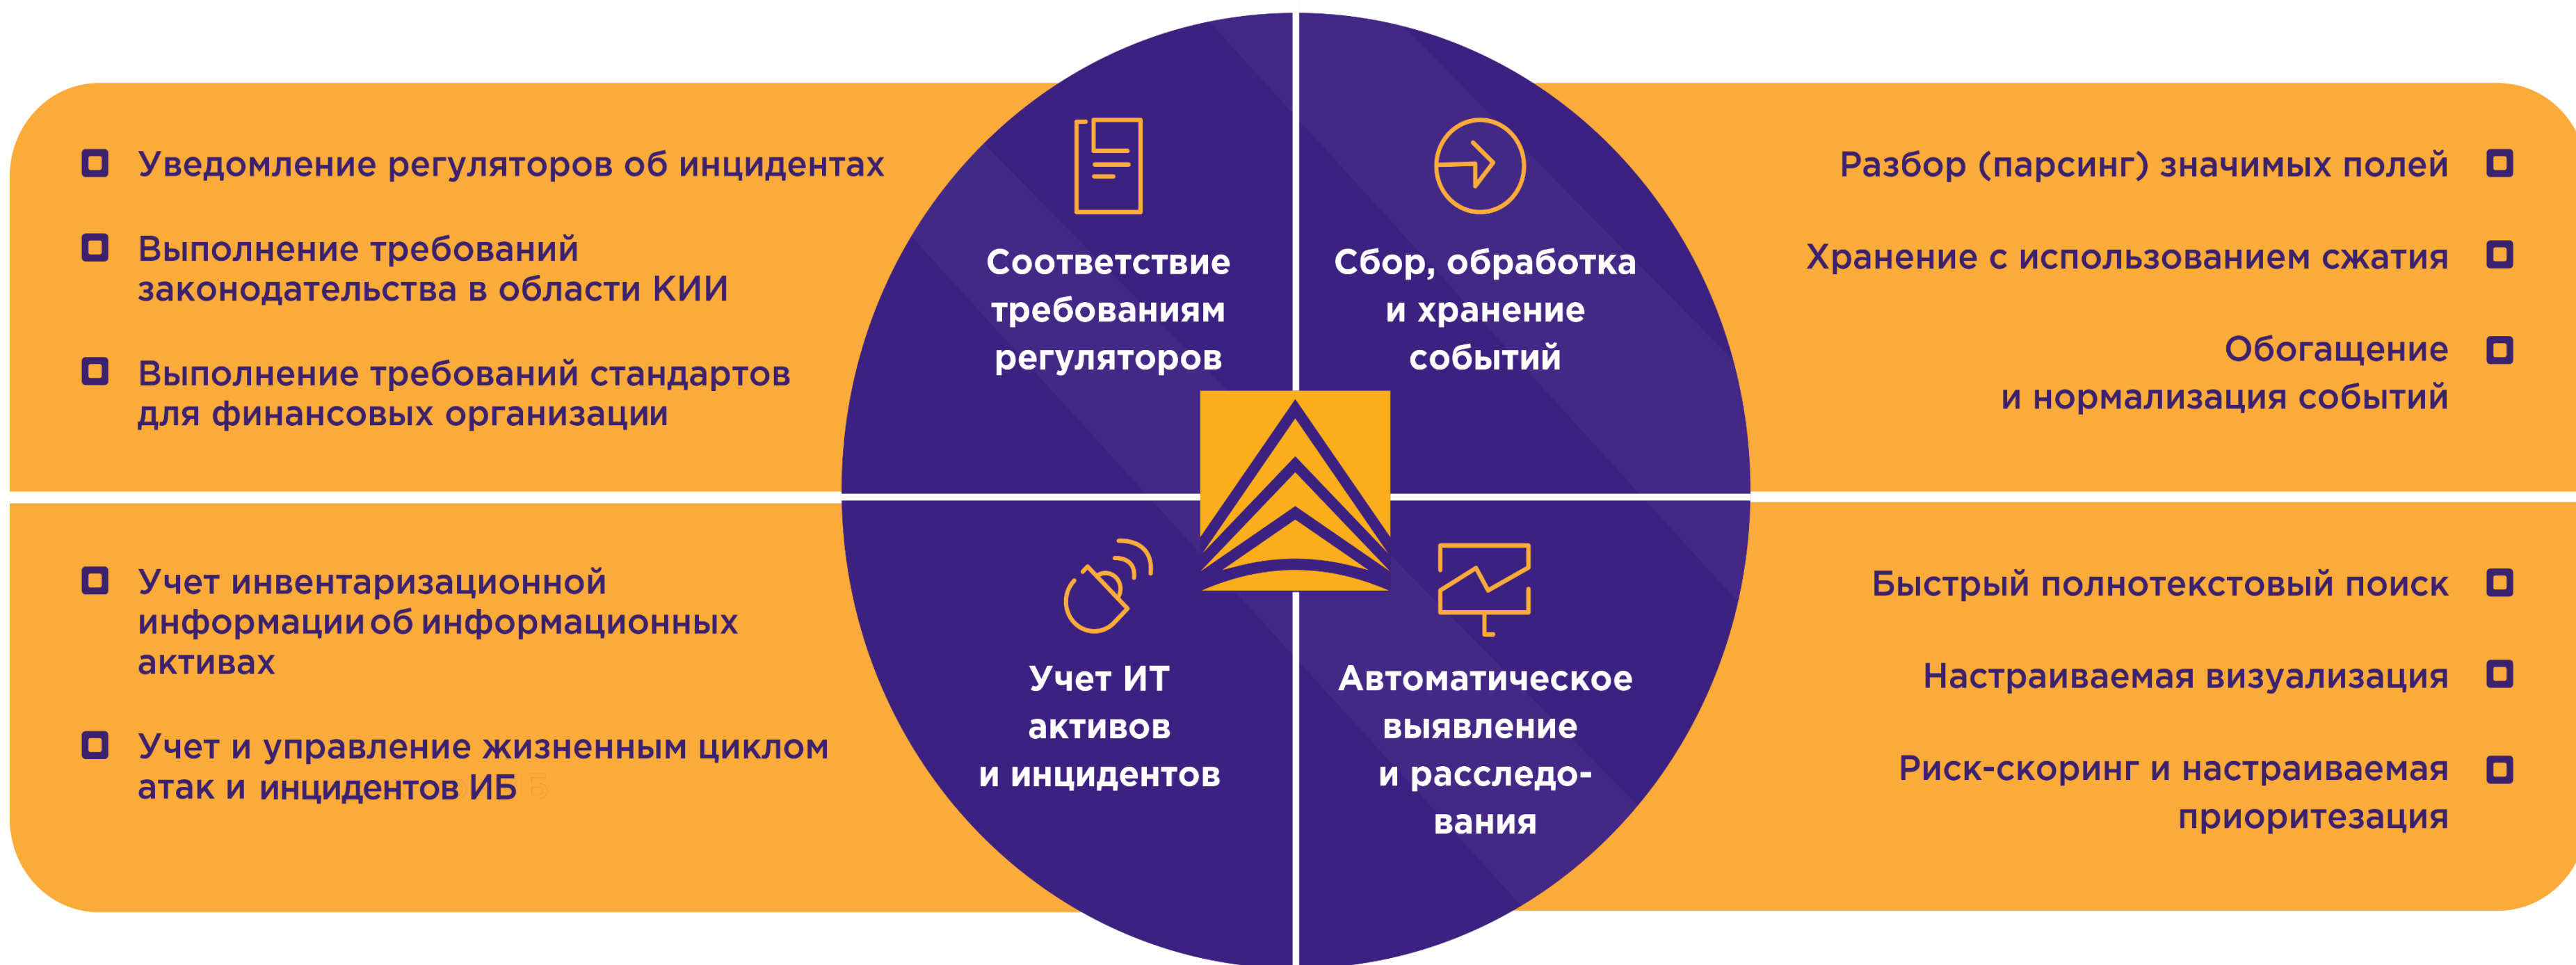 Уведомление регуляторов об инцидентах
Выполнение требований
законодательства в области КИИ
Выполнение требований стандартов
для финансовых организации
Соответствие
требованиям
регуляторов
Сбор, обработка
и хранение
событий
Разбор (парсинг) значимых полей
Хранение с использованием сжатия
Обогащение
и нормализация событий
Учет инвентаризационной
информации об информационных
активах
Учет и управление жизненным циклом
атак и инцидентов ИБ
Учет ИТ
активов
и инцидентов
Автоматическое
выявление
и расследо-
вания
Быстрый полнотекстовый поиск
Настраиваемая визуализация
Риск-скоринг и настраиваемая
приоритезация